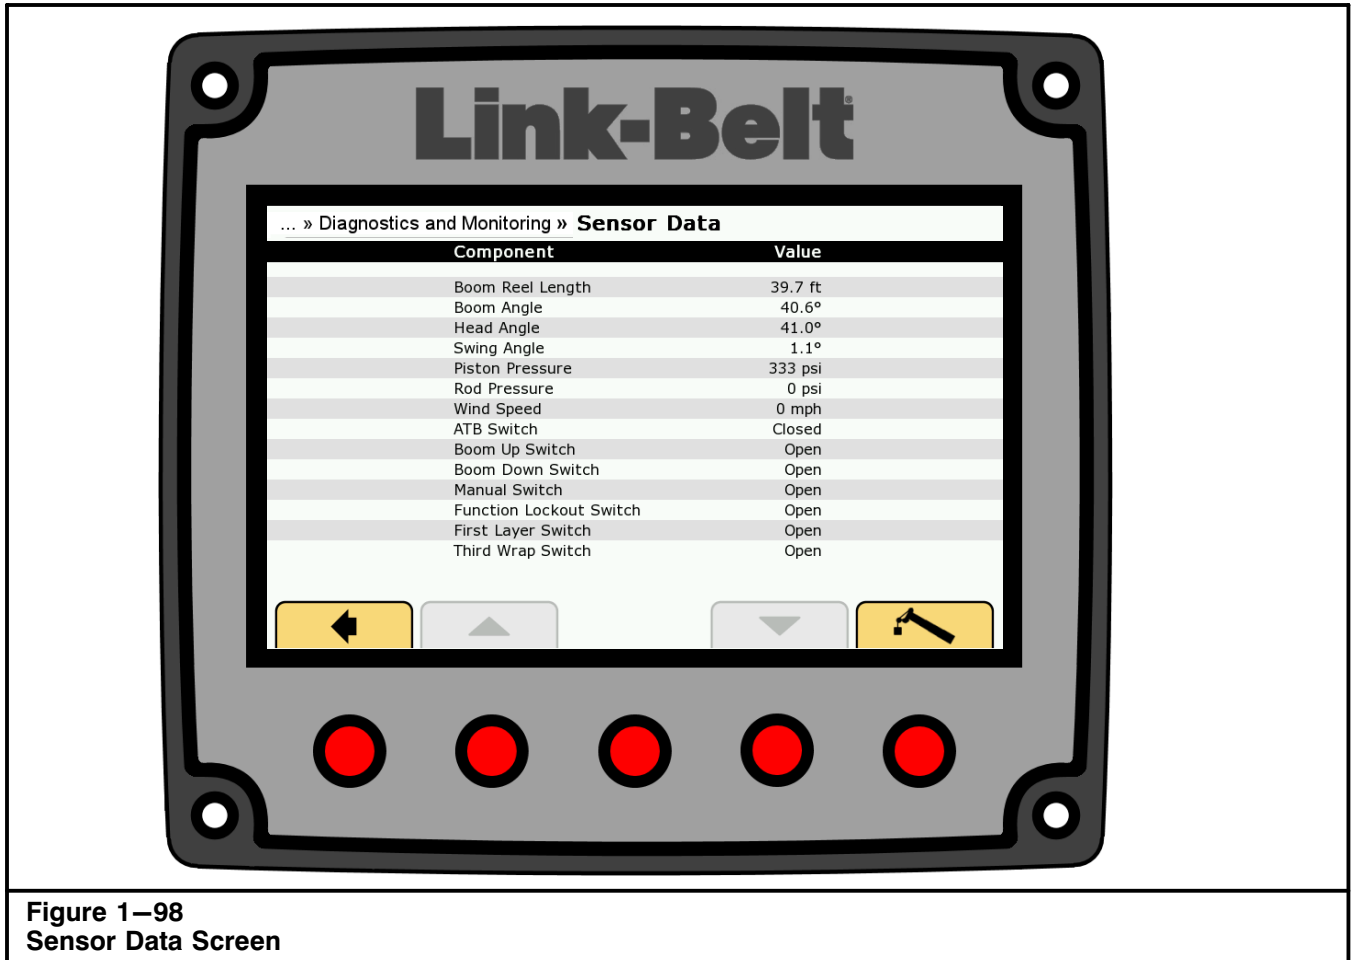 Link-Belt®
... » Diagnostics and Monitoring » Sensor Data
Component Value
Boom Reel Length 39.7 ft
Boom Angle 40.6º
Head Angle 41.0º
Swing Angle 1.1º
Piston Pressure 333 psi
Rod Pressure 0 psi
Wind Speed 0 mph
ATB Switch Closed
Boom Up Switch Open
Boom Down Switch Open
Manual Switch Open
Function Lockout Switch Open
First Layer Switch Open
Third Wrap Switch Open
Figure 1–98
Sensor Data Screen